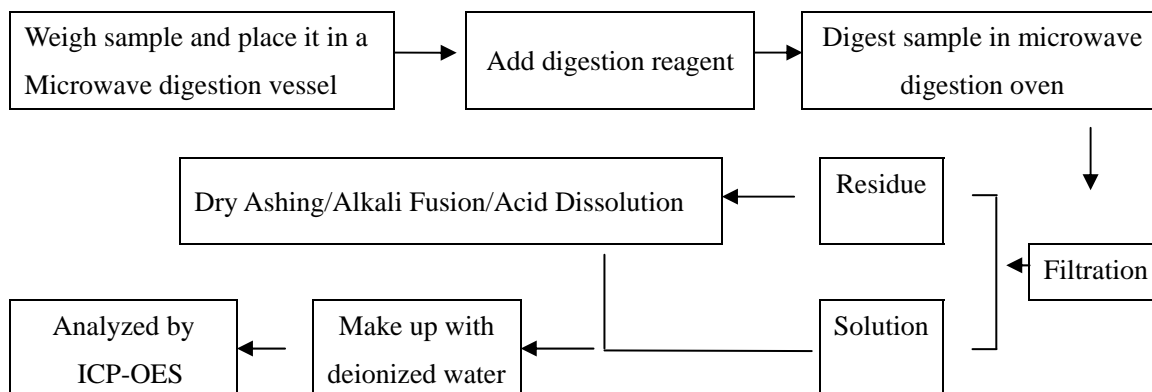 Weigh sample and place it in a
Microwave digestion vessel
Add digestion reagent
Digest sample in microwave
digestion oven
Dry Ashing/Alkali Fusion/Acid Dissolution
Residue
Filtration
Solution
Make up with
deionized water
Analyzed by
ICP-OES